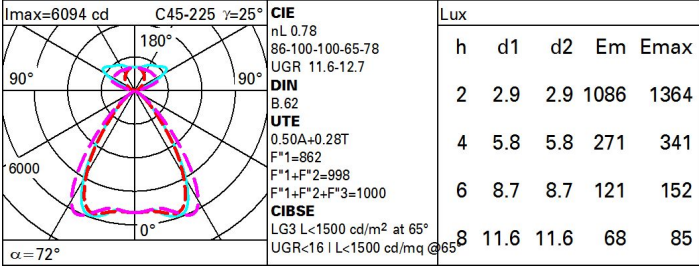 Imax=6094 cd C45-225 γ=25°
180°
90° 90°
6000
0°
α=72°
CIE
nL 0.78
86-100-100-65-78
UGR 11.6-12.7
DIN
B.62
UTE
0.50A+0.28T
F"1=862
F"1+F"2=998
F"1+F"2+F"3=1000
CIBSE
LG3 L<1500 cd/m² at 65°
UGR<16 | L<1500 cd/mq @65°
Lux
h d1 d2 Em Emax
2 2.9 2.9 1086 1364
4 5.8 5.8 271 341
6 8.7 8.7 121 152
8 11.6 11.6 68 85